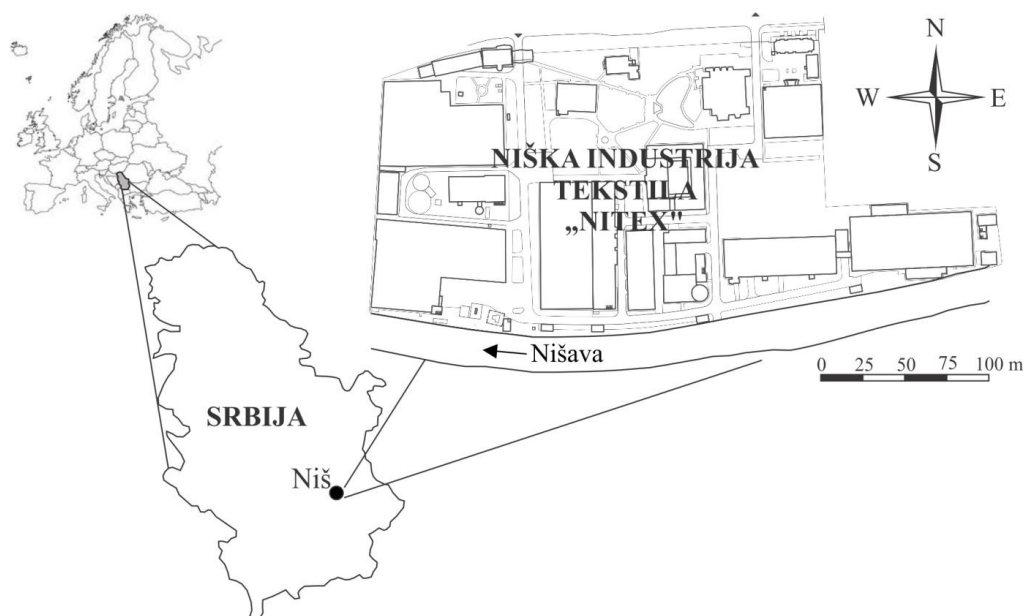 N
W E
S
NIŠKA INDUSTRIJA
TEKSTILA
„NITEX"
Nišava
0 25 50 75 100 m
SRBIJA
Niš